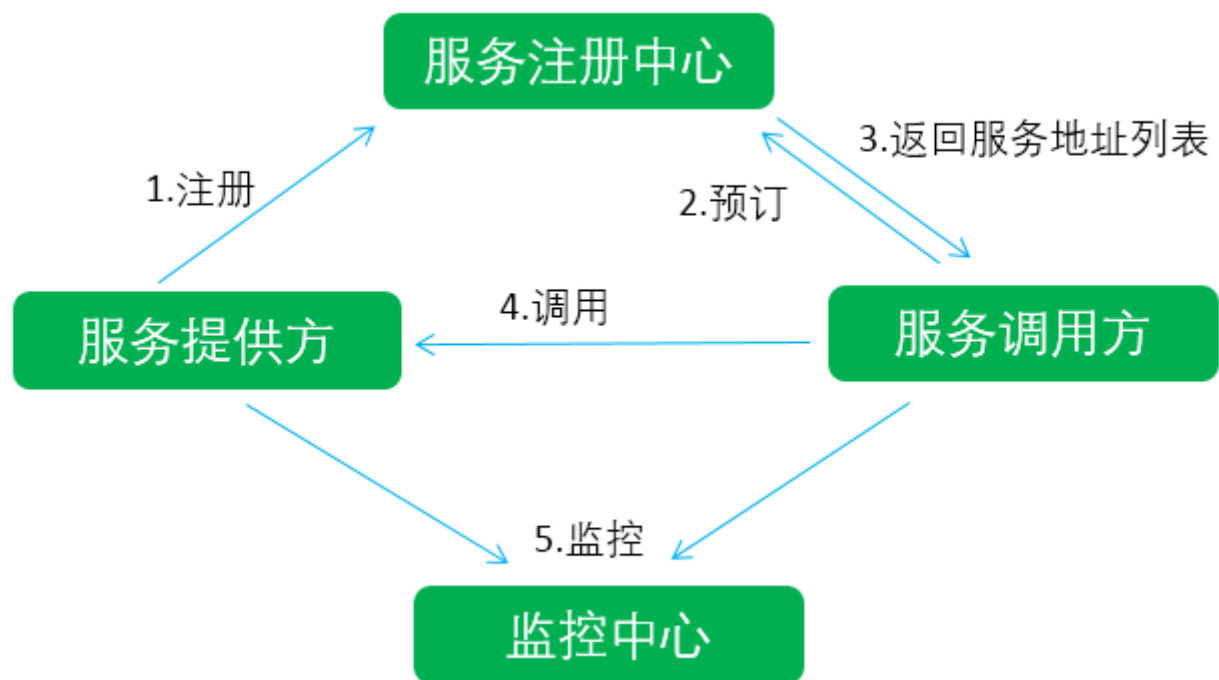 服务注册中心
3.返回服务地址列表
1.注册
2.预订
4.调用
服务提供方
服务调用方
5.监控
监控中心